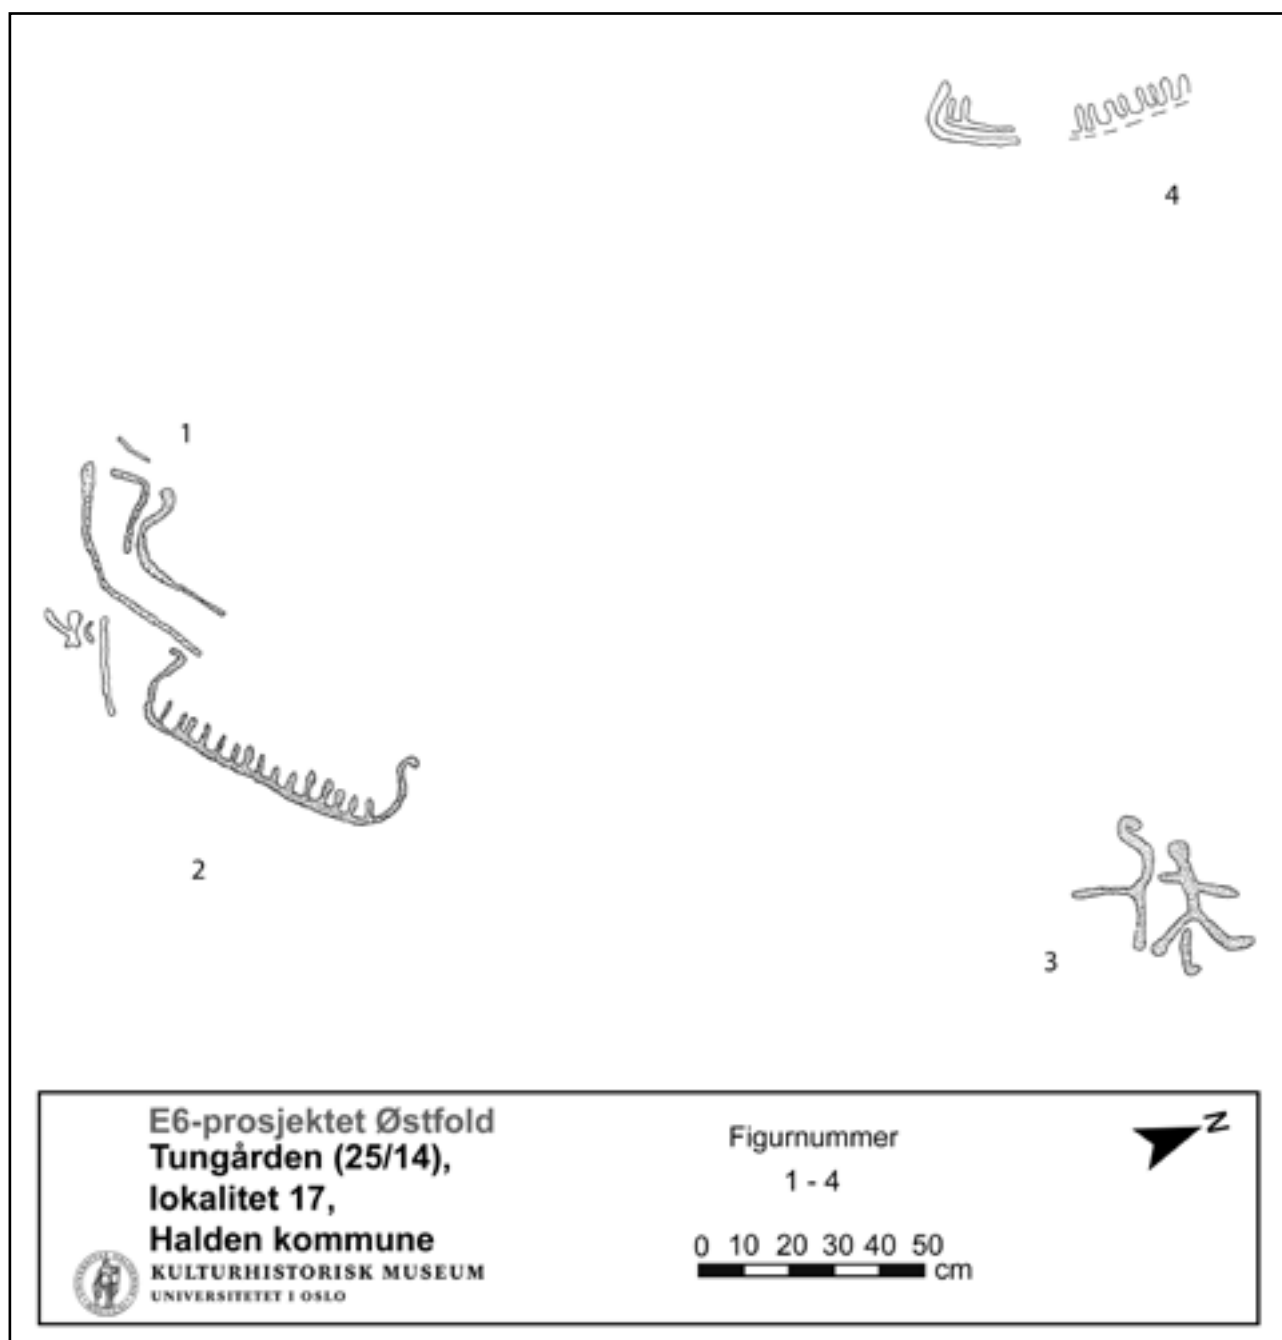 4
1
2
3
E6-prosjektet Østfold
Tungården (25/14),
lokalitet 17,
Halden kommune
KULTURHISTORISK MUSEUM
UNIVERSITETET I OSLO
Figurnummer
1 - 4
0 10 20 30 40 50
cm
N